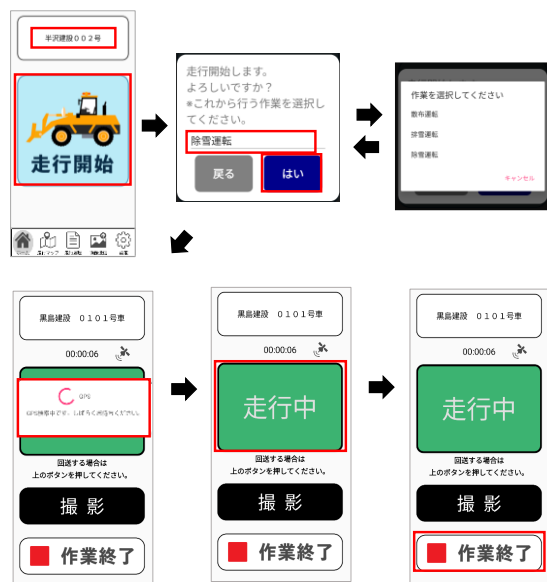 半沢建設００２号
走行開始
走行開始します。
よろしいですか？
*これから行う作業を選択し
てください。
除雪運転
戻る
はい
作業を選択してください
散布運転
排雪運転
除雪運転
キャンセル
黒島建設　０１０１号車
00:00:06
GPS
GPS検索中です。しばらくお待ちください。
回送する場合は
上のボタンを押してください。
撮 影
作業終了
黒島建設　０１０１号車
00:00:06
走行中
回送する場合は
上のボタンを押してください。
撮 影
作業終了
黒島建設　０１０１号車
00:00:06
走行中
回送する場合は
上のボタンを押してください。
撮 影
作業終了